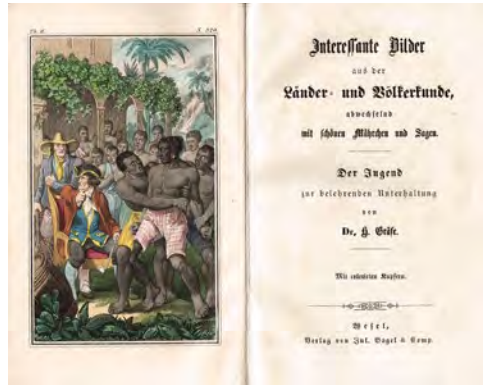 Interessante Bilder
aus der
Länder- und Völkerkunde,
abwechselnd
mit schönen Mährchen und Sagen.
Der Jugend
zur belehrenden Unterhaltung
von
Dr. H. Gräfe.
Mit colorirten Kupfern.
Wesel,
Verlag von Jul. Bagel & Comp.